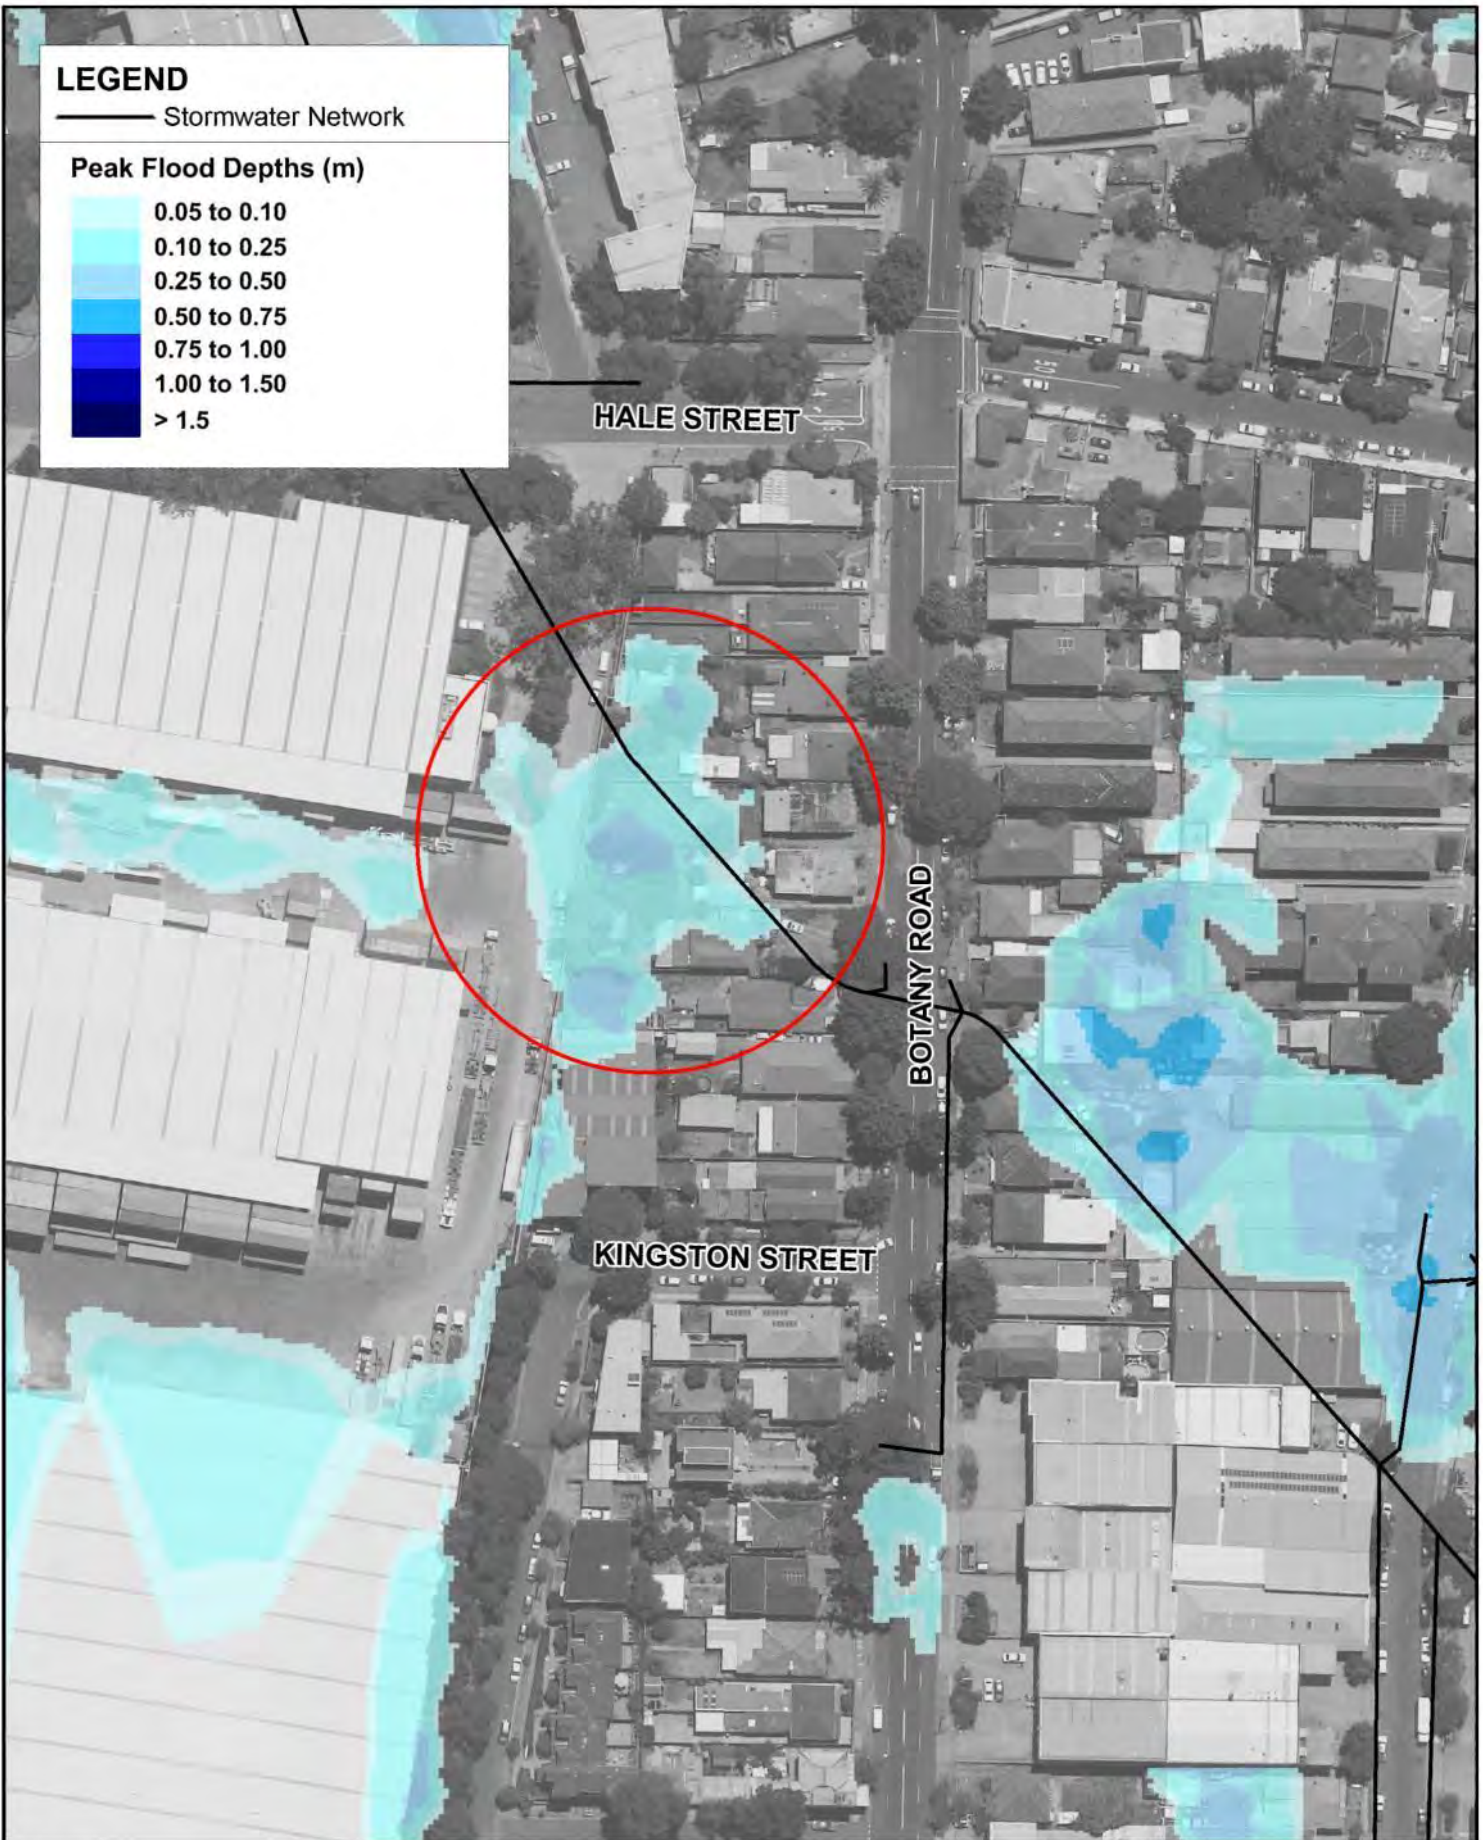 LEGEND
Stormwater Network
Peak Flood Depths (m)
0.05 to 0.10
0.10 to 0.25
0.25 to 0.50
0.50 to 0.75
0.75 to 1.00
1.00 to 1.50
> 1.5
HALE STREET
BOTANY ROAD
KINGSTON STREET
50